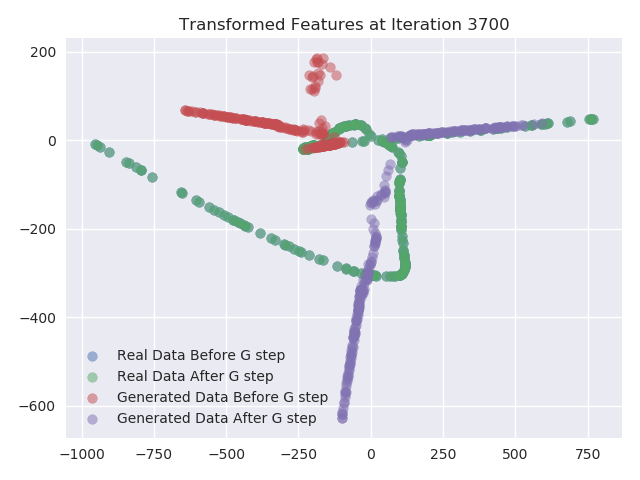 Transformed Features at Iteration 3700
200
0
−200
−400
−600
Real Data Before G step
Real Data After G step
Generated Data Before G step
Generated Data After G step
−1000 −750 −500 −250 0 250 500 750